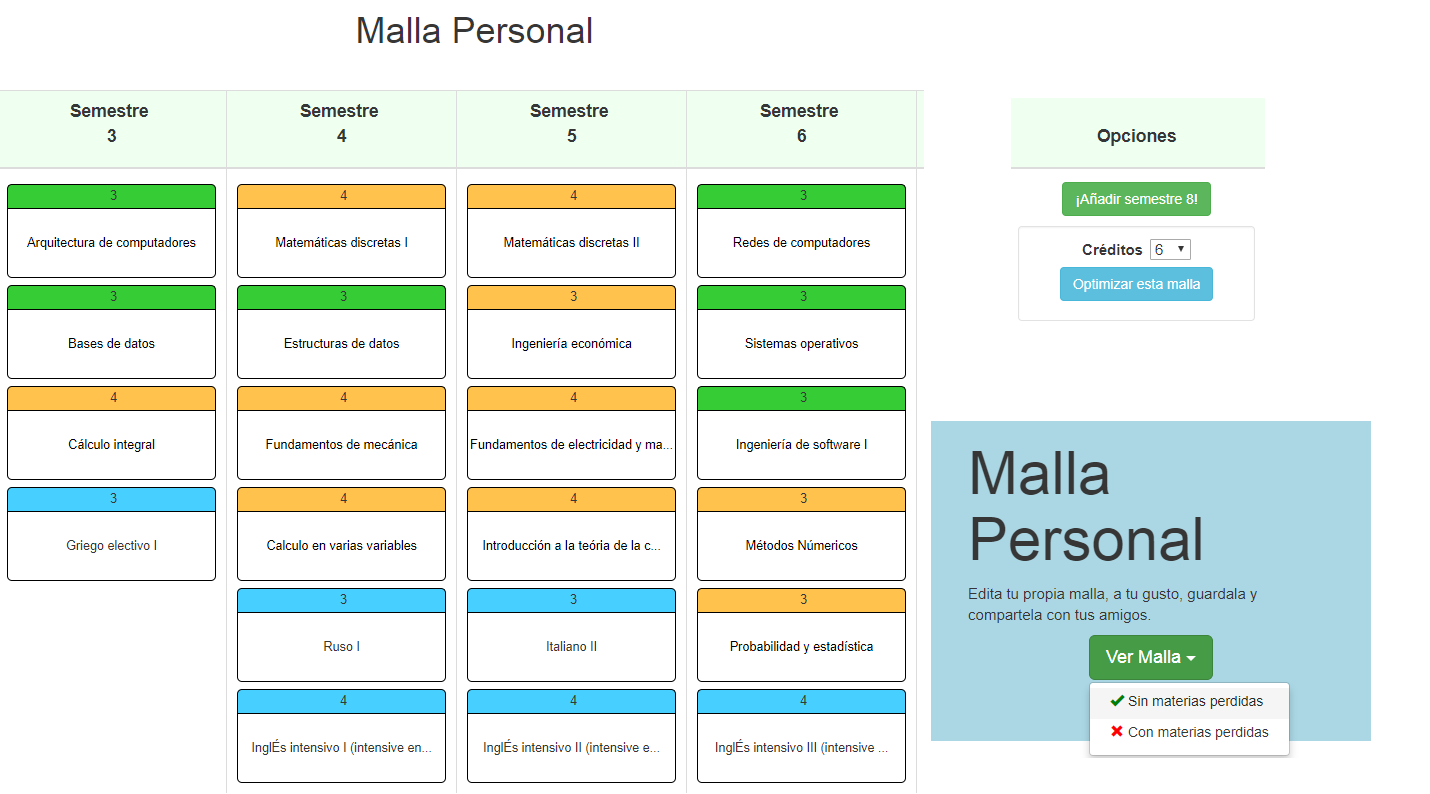 Malla Personal
Semestre
3
Semestre
4
Semestre
5
Semestre
6
3
Arquitectura de computadores
3
Bases de datos
4
Cálculo integral
3
Griego electivo I
4
Matemáticas discretas I
3
Estructuras de datos
4
Fundamentos de mecánica
4
Calculo en varias variables
3
Ruso I
4
InglÉs intensivo I (intensive en...
4
Matemáticas discretas II
3
Ingeniería económica
4
Fundamentos de electricidad y ma...
4
Introducción a la teória de la c...
3
Italiano II
4
InglÉs intensivo II (intensive e...
3
Redes de computadores
3
Sistemas operativos
3
Ingeniería de software I
3
Métodos Númericos
3
Probabilidad y estadística
4
InglÉs intensivo III (intensive ...
Opciones
¡Añadir semestre 8!
Créditos 6
Optimizar esta malla
Malla
Personal
Edita tu propia malla, a tu gusto, guardala y
compartela con tus amigos.
Ver Malla
Sin materias perdidas
Con materias perdidas